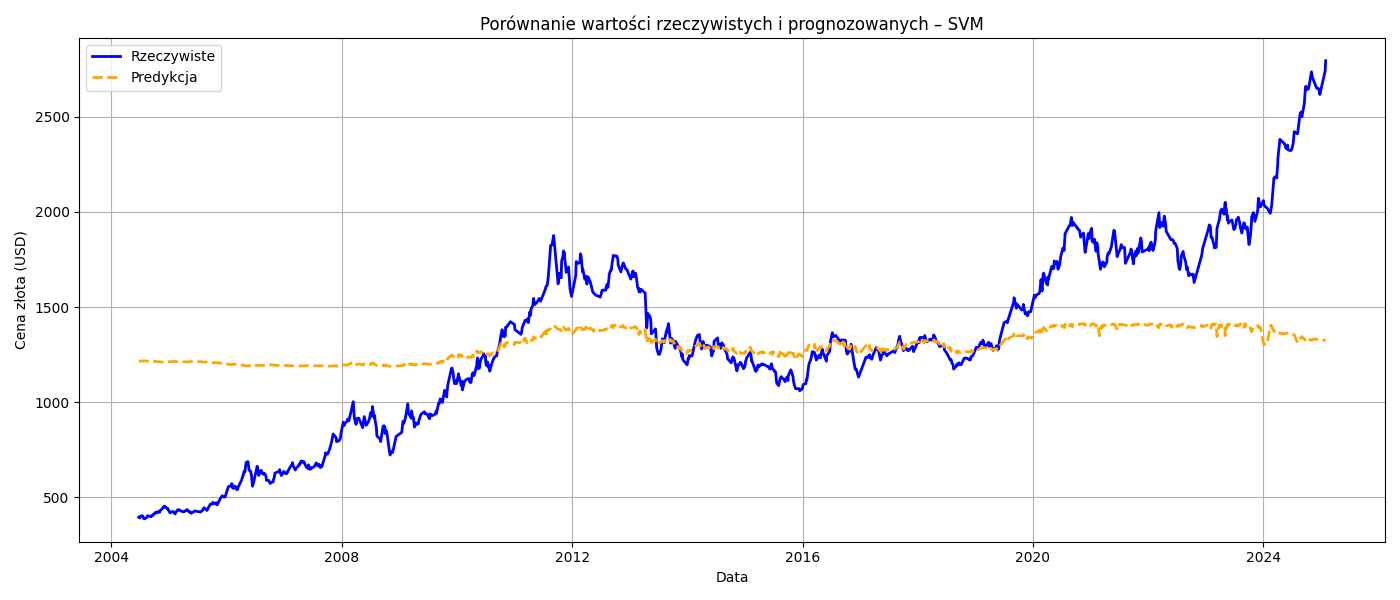 Porównanie wartości rzeczywistych i prognozowanych – SVM
Rzeczywiste
Predykcja
Cena złota (USD)
2500
2000
1500
1000
500
2004 2008 2012 2016 2020 2024
Data